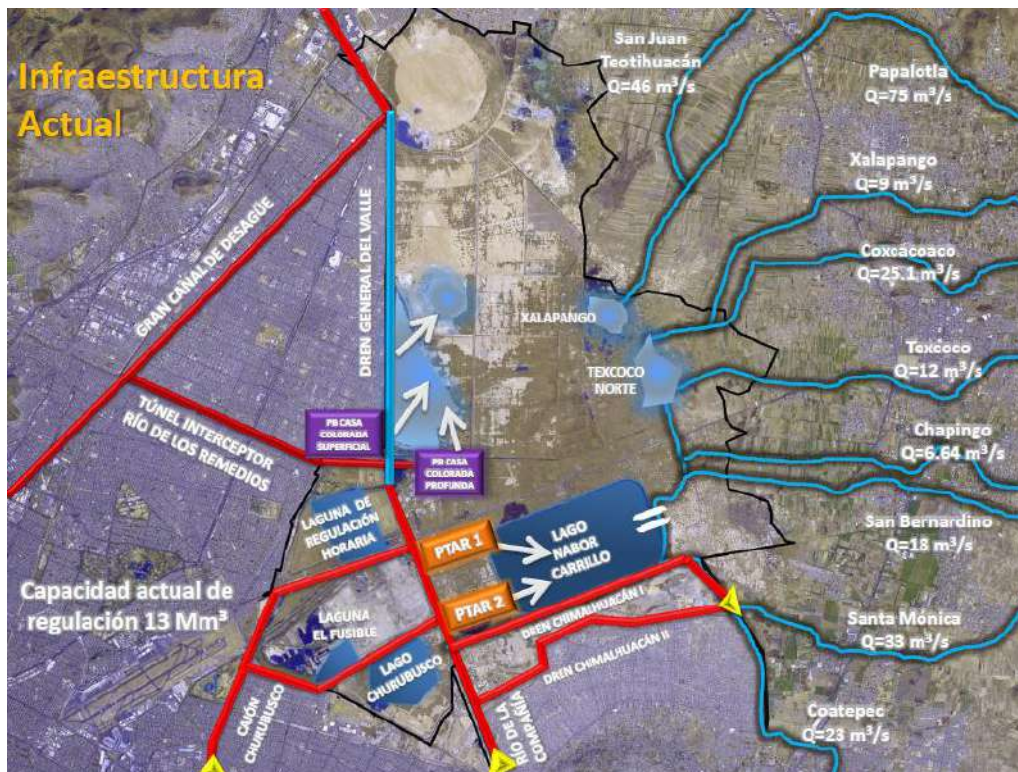 Infraestructura
Actual
San Juan
Teotihuacán
Q=46 m³/s
Papalotla
Q=75 m³/s
Xalapango
Q=9 m³/s
Coxcacoaco
Q=25.1 m³/s
Texcoco
Q=12 m³/s
Chapingo
Q=6.64 m³/s
San Bernardino
Q=18 m³/s
Santa Mónica
Q=33 m³/s
Coatepec
Q=23 m³/s
GRAN CANAL DE DESAGÜE
DREN GENERAL DEL VALLE
XALAPANGO
TEXCOCO
NORTE
TÚNEL INTERCEPTOR
RÍO DE LOS REMEDIOS
PB CASA
COLORADA
SUPERFICIAL
PB CASA
COLORADA
PROFUNDA
LAGUNA DE
REGULACIÓN
HORARIA
PTAR 1
PTAR 2
LAGO
NABOR
CARRILLO
Capacidad actual de
regulación 13 Mm³
LAGUNA
EL FUSIBLE
LAGO
CHURUBUSCO
DREN CHIMALHUACÁN I
DREN CHIMALHUACÁN II
CAJÓN
CHURUBUSCO
RÍO DE LA
COMPAÑÍA